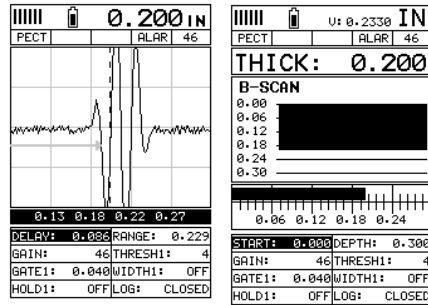 0.200 IN
PECT ALAR 46
0.13 0.18 0.22 0.27
DELAY: 0.086 RANGE: 0.229
GAIN: 46 THRESH1: 4
GATE1: 0.040 WIDTH1: OFF
HOLD1: OFF LOG: CLOSED
V: 0.2330 IN
PECT ALAR 46
THICK: 0.200
B-SCAN
0.00
0.06
0.12
0.18
0.24
0.30
0.06 0.12 0.18 0.24
START: 0.000 DEPTH: 0.300
GAIN: 46 THRESH1: 4
GATE1: 0.040 WIDTH1: OFF
HOLD1: OFF LOG: CLOSED